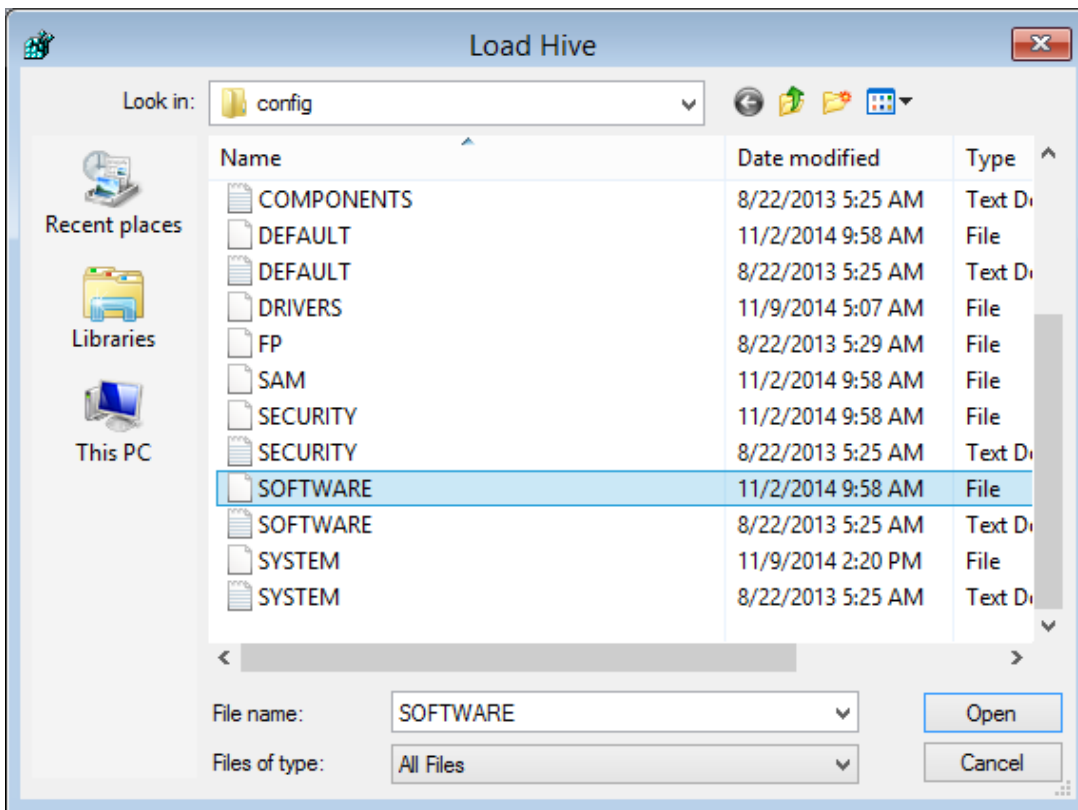 Load Hive
Look in: config
Name Date modified Type
COMPONENTS 8/22/2013 5:25 AM Text D
DEFAULT 11/2/2014 9:58 AM File
DEFAULT 8/22/2013 5:25 AM Text D
DRIVERS 11/9/2014 5:07 AM File
FP 8/22/2013 5:29 AM File
SAM 11/2/2014 9:58 AM File
SECURITY 11/2/2014 9:58 AM File
SECURITY 8/22/2013 5:25 AM Text D
SOFTWARE 11/2/2014 9:58 AM File
SOFTWARE 8/22/2013 5:25 AM Text D
SYSTEM 11/9/2014 2:20 PM File
SYSTEM 8/22/2013 5:25 AM Text D
Recent places
Libraries
This PC
File name: SOFTWARE Open
Files of type: All Files Cancel